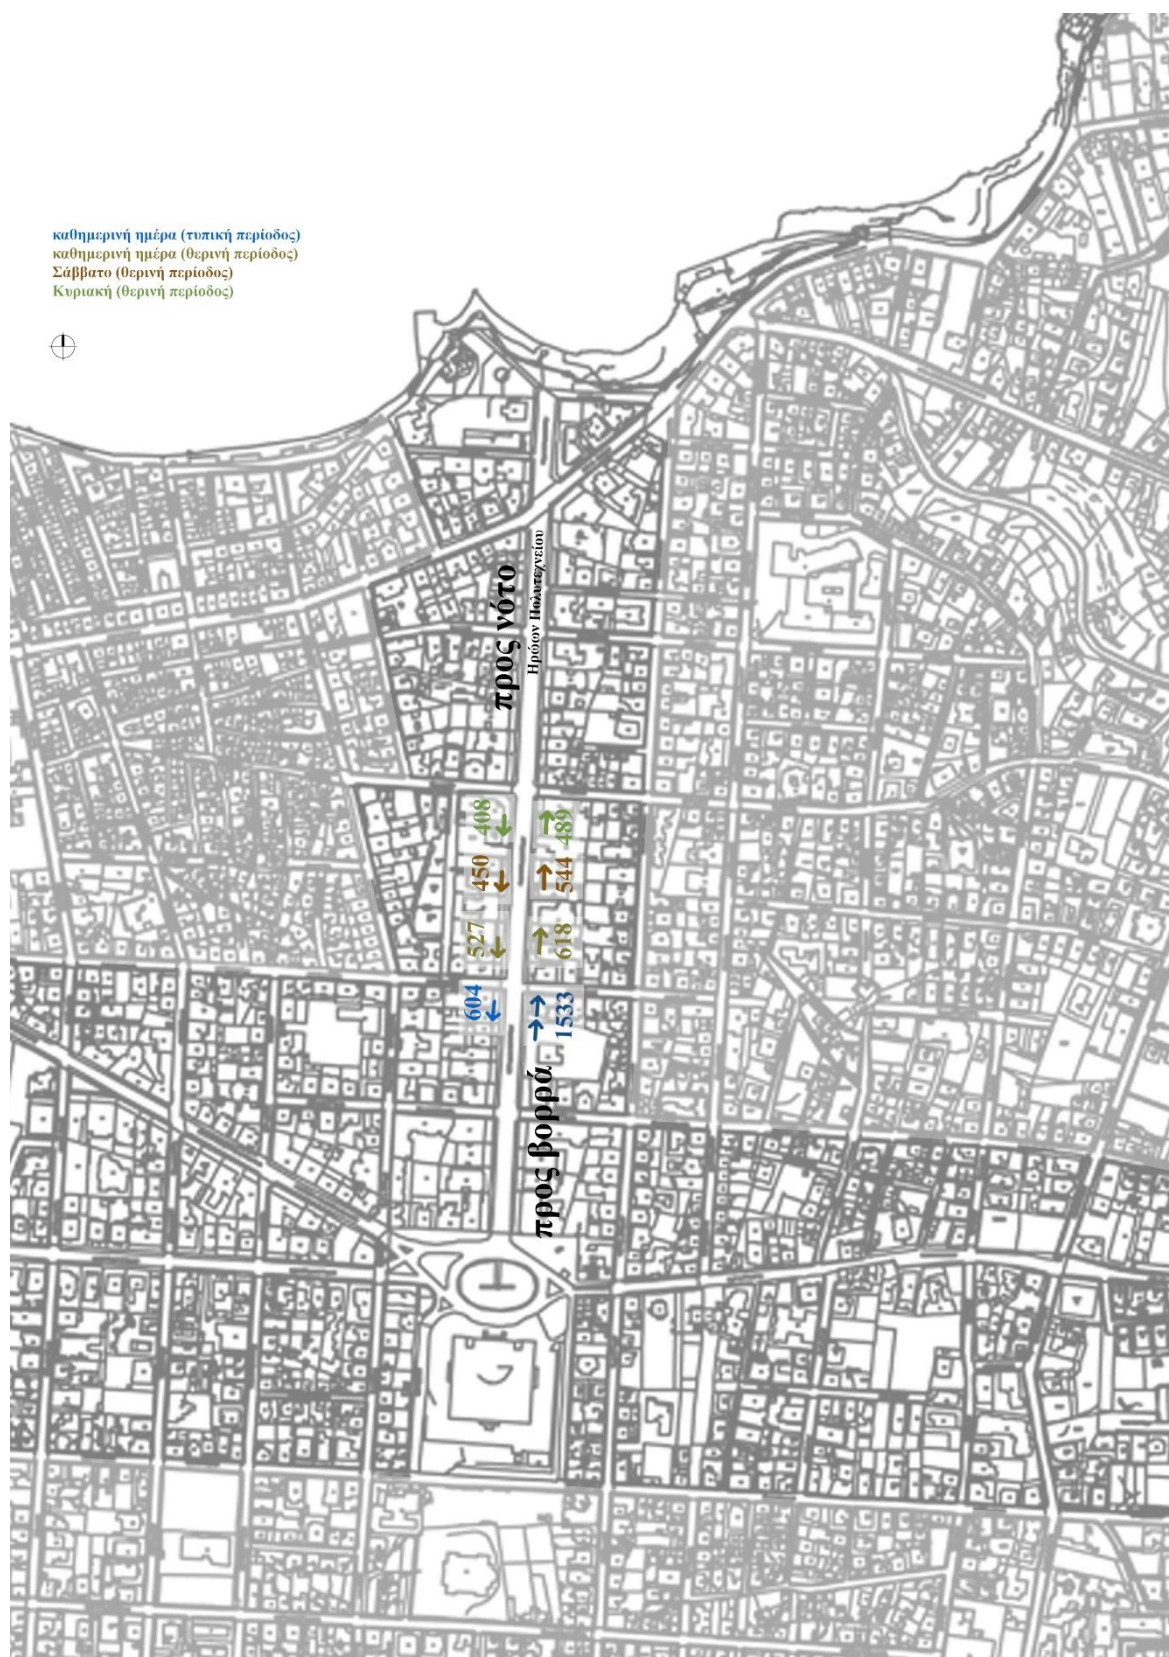 καθημερινή ημέρα (τυπική περίοδος)
καθημερινή ημέρα (θερινή περίοδος)
Σάββατο (θερινή περίοδος)
Κυριακή (θερινή περίοδος)
προς νότο
Ηρώων Πολυτεχνείου
408
489
450
544
527
618
604
1533
προς βορρά